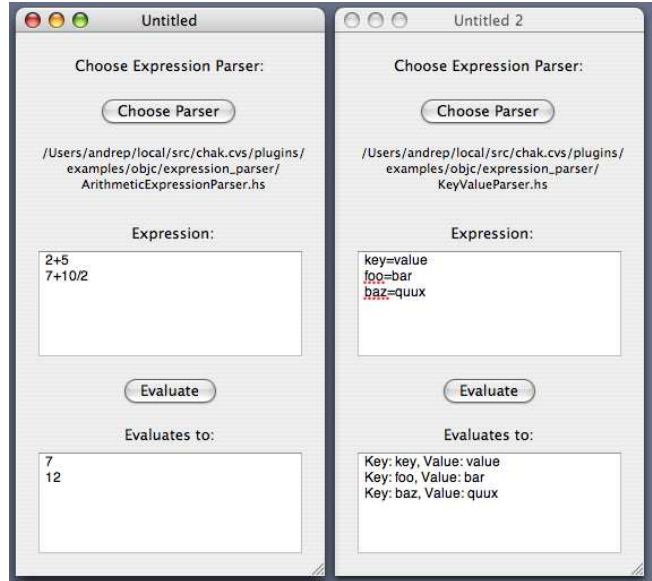 Untitled
Choose Expression Parser:
Choose Parser
/Users/andrep/local/src/chak.cvs/plugins/
examples/objc/expression_parser/
ArithmeticExpressionParser.hs
Expression:
2+5
7+10/2
Evaluate
Evaluates to:
7
12
Untitled 2
Choose Expression Parser:
Choose Parser
/Users/andrep/local/src/chak.cvs/plugins/
examples/objc/expression_parser/
KeyValueParser.hs
Expression:
key=value
foo=bar
baz=quux
Evaluate
Evaluates to:
Key: key, Value: value
Key: foo, Value: bar
Key: baz, Value: quux